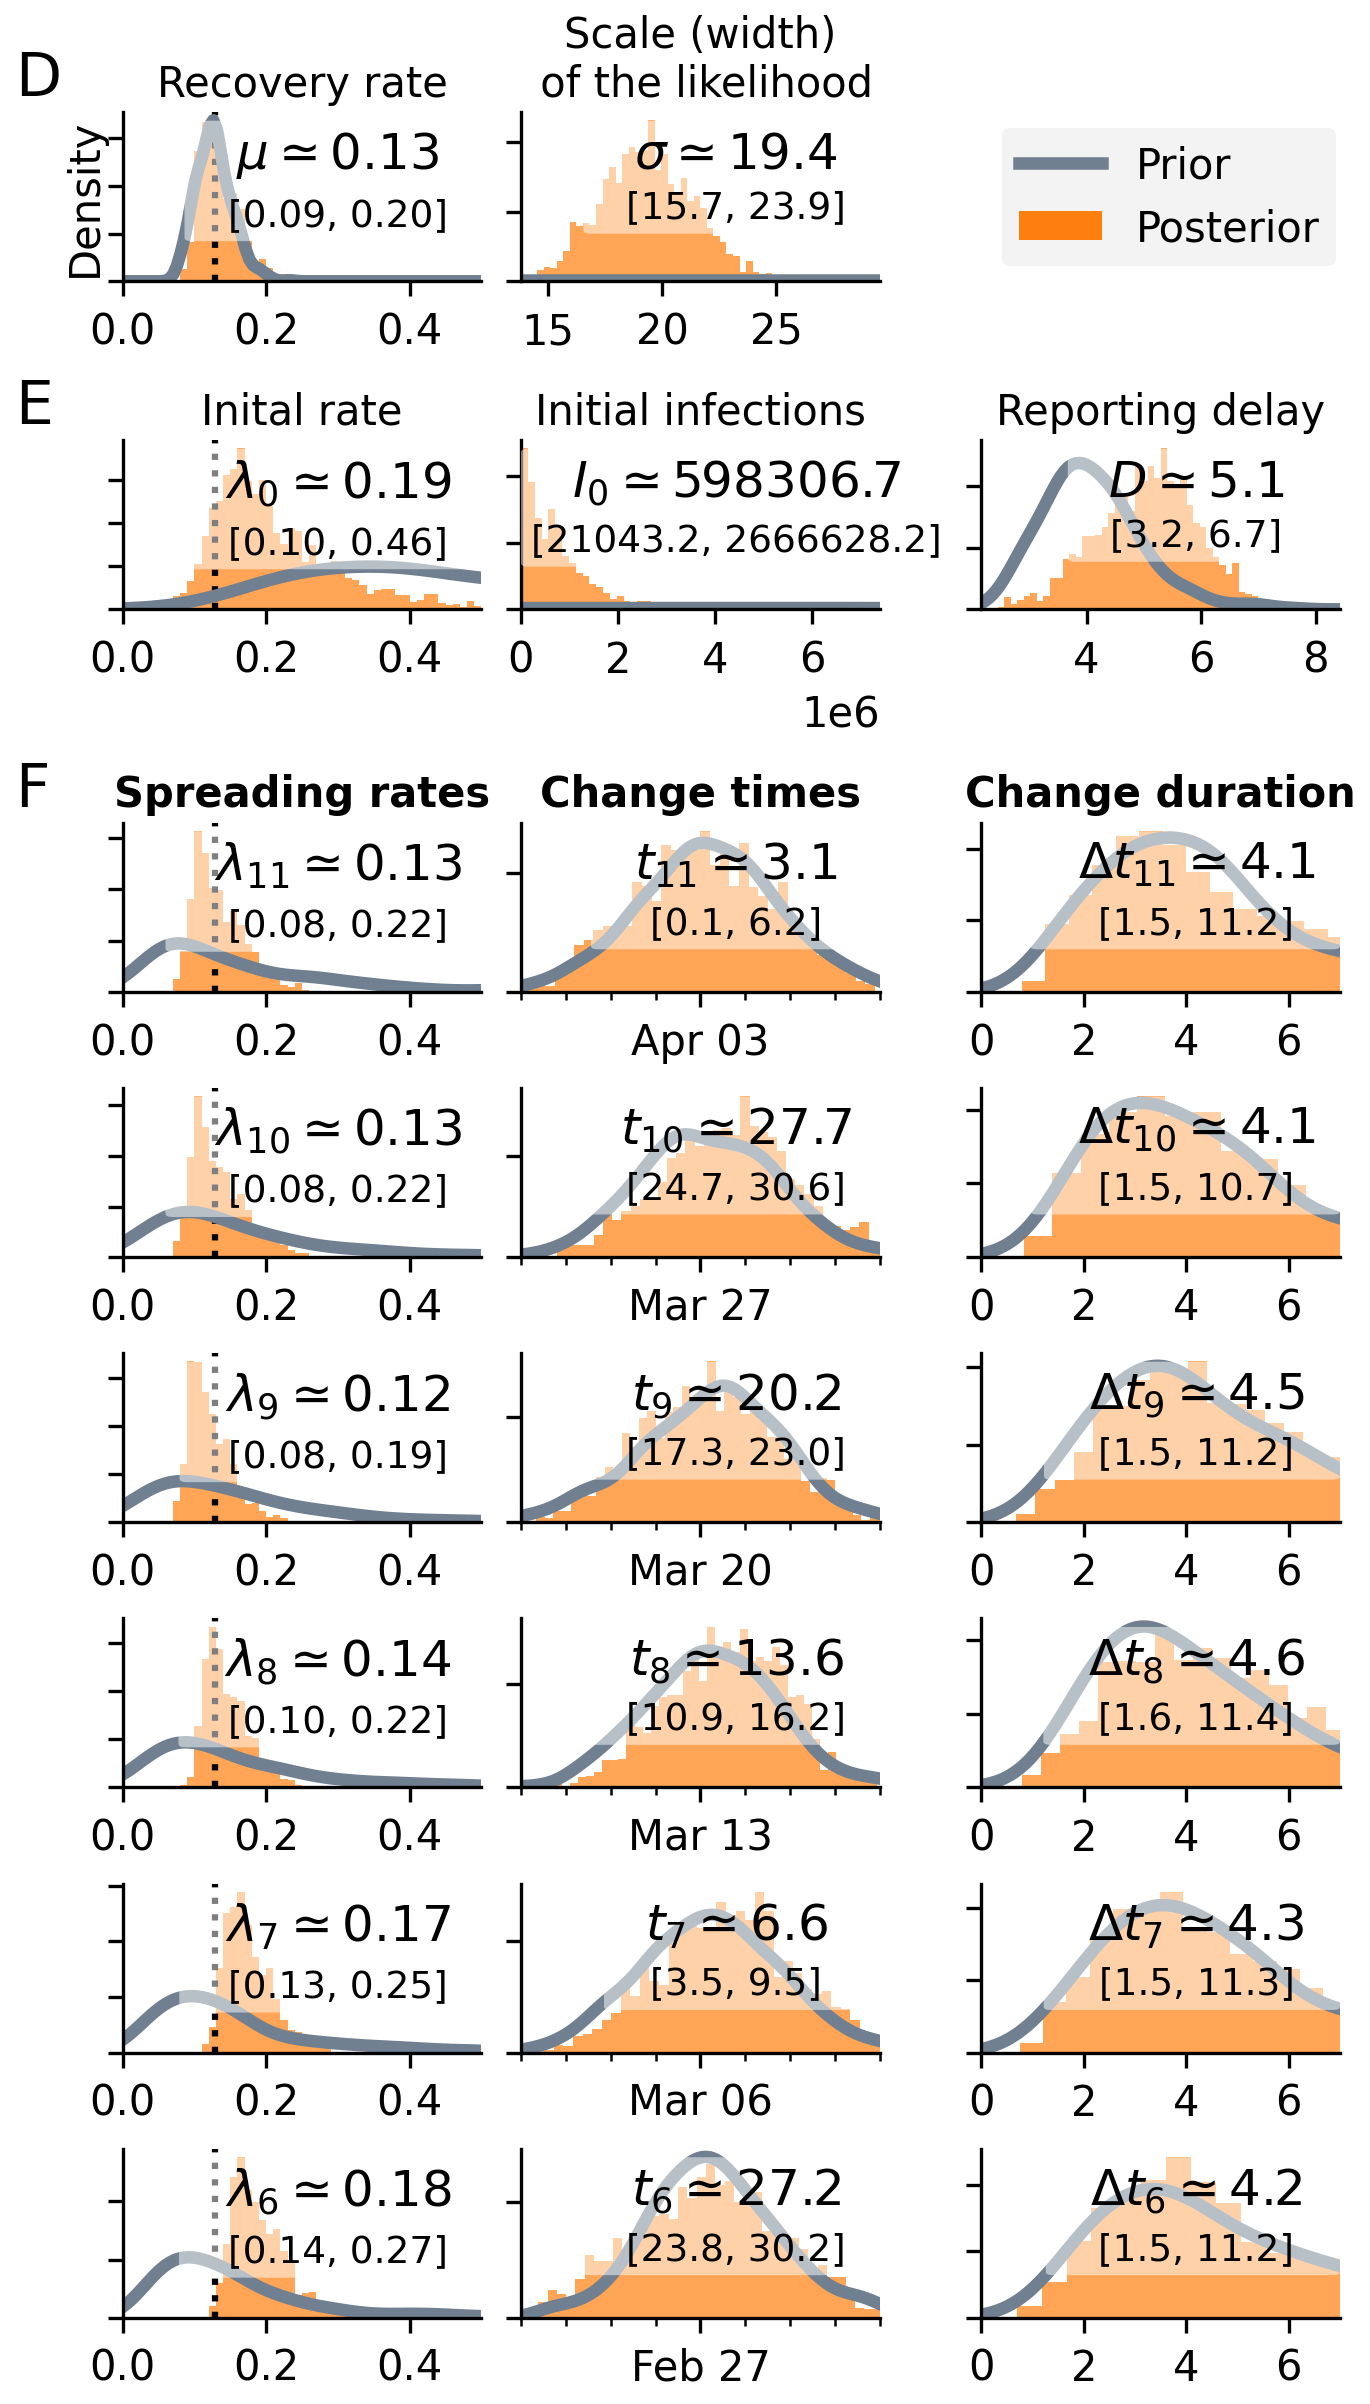 D
Recovery rate
Scale (width)
of the likelihood
Density
μ ≃ 0.13
[0.09, 0.20]
0.0 0.2 0.4
σ ≃ 19.4
[15.7, 23.9]
15 20 25
Prior
Posterior
E
Inital rate
λ0 ≃ 0.19
[0.10, 0.46]
0.0 0.2 0.4
Initial infections
I0 ≃ 598306.7
[21043.2, 2666628.2]
0 2 4 6
1e6
Reporting delay
D ≃ 5.1
[3.2, 6.7]
4 6 8
F
Spreading rates
Change times
Change duration
λ11 ≃ 0.13
[0.08, 0.22]
0.0 0.2 0.4
t11 ≃ 3.1
[0.1, 6.2]
Apr 03
Δt11 ≃ 4.1
[1.5, 11.2]
0 2 4 6
λ10 ≃ 0.13
[0.08, 0.22]
0.0 0.2 0.4
t10 ≃ 27.7
[24.7, 30.6]
Mar 27
Δt10 ≃ 4.1
[1.5, 10.7]
0 2 4 6
λ9 ≃ 0.12
[0.08, 0.19]
0.0 0.2 0.4
t9 ≃ 20.2
[17.3, 23.0]
Mar 20
Δt9 ≃ 4.5
[1.5, 11.2]
0 2 4 6
λ8 ≃ 0.14
[0.10, 0.22]
0.0 0.2 0.4
t8 ≃ 13.6
[10.9, 16.2]
Mar 13
Δt8 ≃ 4.6
[1.6, 11.4]
0 2 4 6
λ7 ≃ 0.17
[0.13, 0.25]
0.0 0.2 0.4
t7 ≃ 6.6
[3.5, 9.5]
Mar 06
Δt7 ≃ 4.3
[1.5, 11.3]
0 2 4 6
λ6 ≃ 0.18
[0.14, 0.27]
0.0 0.2 0.4
t6 ≃ 27.2
[23.8, 30.2]
Feb 27
Δt6 ≃ 4.2
[1.5, 11.2]
0 2 4 6